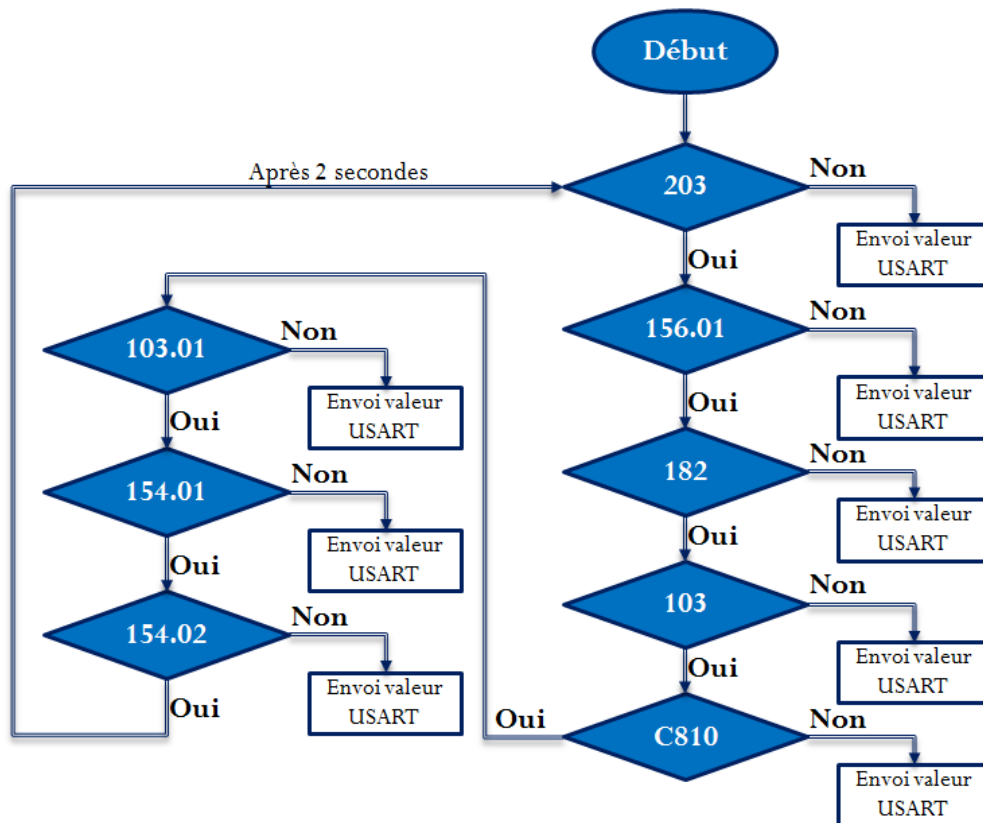 Début
Après 2 secondes
203
Non
Envoi valeur
USART
Oui
156.01
Non
Envoi valeur
USART
Oui
182
Non
Envoi valeur
USART
Oui
103
Non
Envoi valeur
USART
Oui
C810
Non
Envoi valeur
USART
Oui
103.01
Non
Envoi valeur
USART
Oui
154.01
Non
Envoi valeur
USART
Oui
154.02
Non
Envoi valeur
USART
Oui